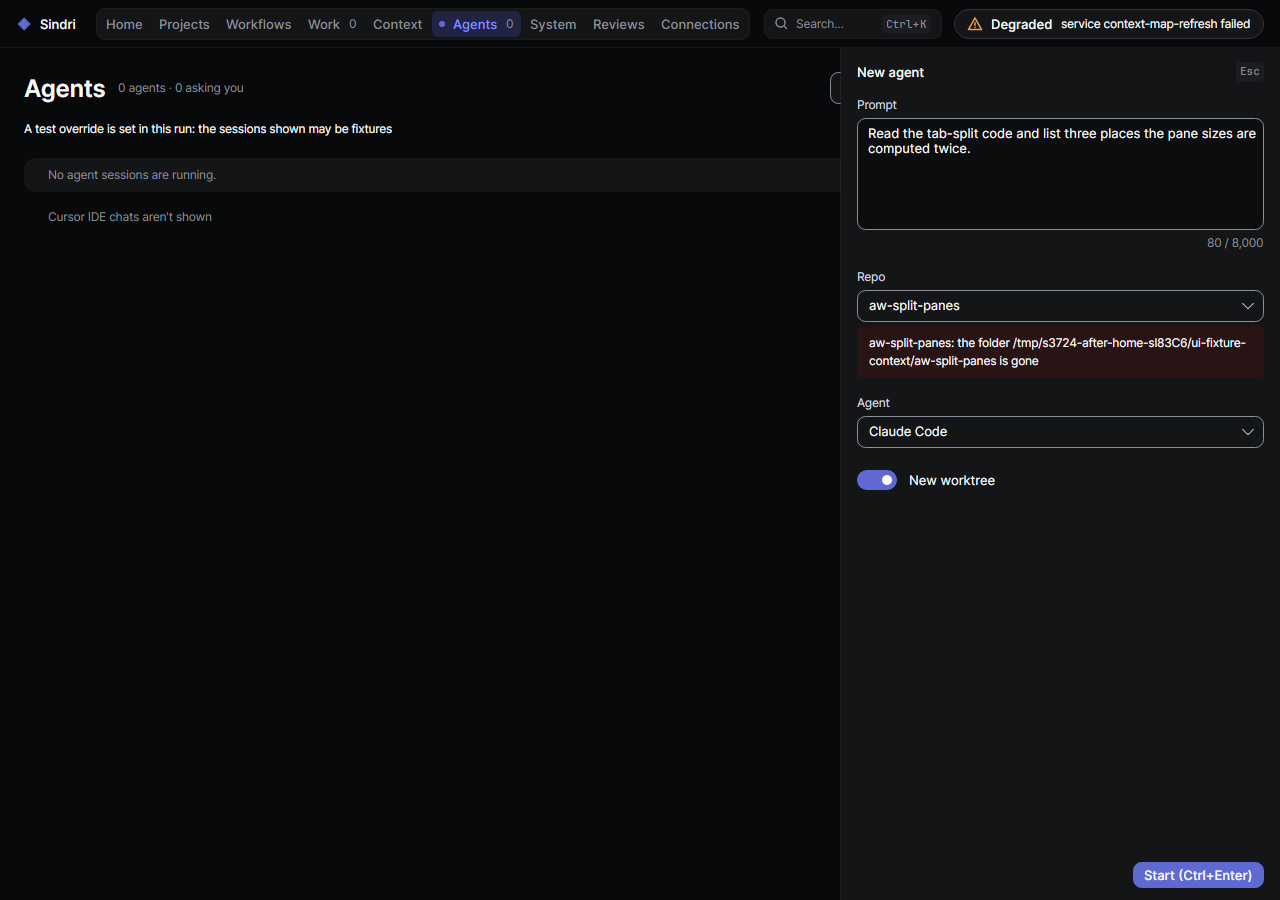 Sindri
Home Projects Workflows Work 0 Context Agents 0 System Reviews Connections
Search... Ctrl+K
Degraded service context-map-refresh failed
Agents 0 agents · 0 asking you
A test override is set in this run: the sessions shown may be fixtures
No agent sessions are running.
Cursor IDE chats aren't shown
New agent Esc
Prompt
Read the tab-split code and list three places the pane sizes are
computed twice.
80 / 8,000
Repo
aw-split-panes
aw-split-panes: the folder /tmp/s3724-after-home-sI83C6/ui-fixture-
context/aw-split-panes is gone
Agent
Claude Code
New worktree
Start (Ctrl+Enter)